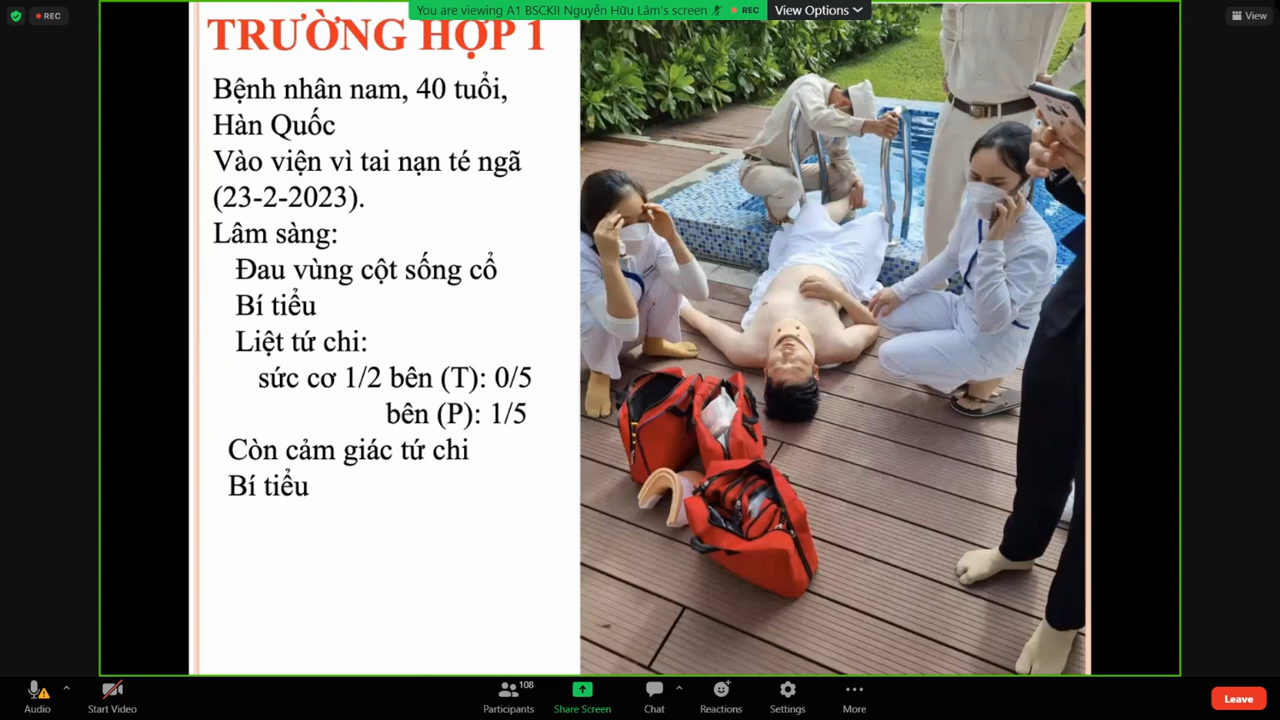 You are viewing A1 BSCKII Nguyễn Hữu Lâm's screen
REC
View Options
REC
View
TRƯỜNG HỢP 1
Bệnh nhân nam, 40 tuổi,
Hàn Quốc
Vào viện vì tai nạn té ngã
(23-2-2023).
Lâm sàng:
Đau vùng cột sống cổ
Bí tiểu
Liệt tứ chi:
sức cơ 1/2 bên (T): 0/5
bên (P): 1/5
Còn cảm giác tứ chi
Bí tiểu
Audio
Start Video
Participants
108
Share Screen
Chat
Reactions
Settings
More
Leave